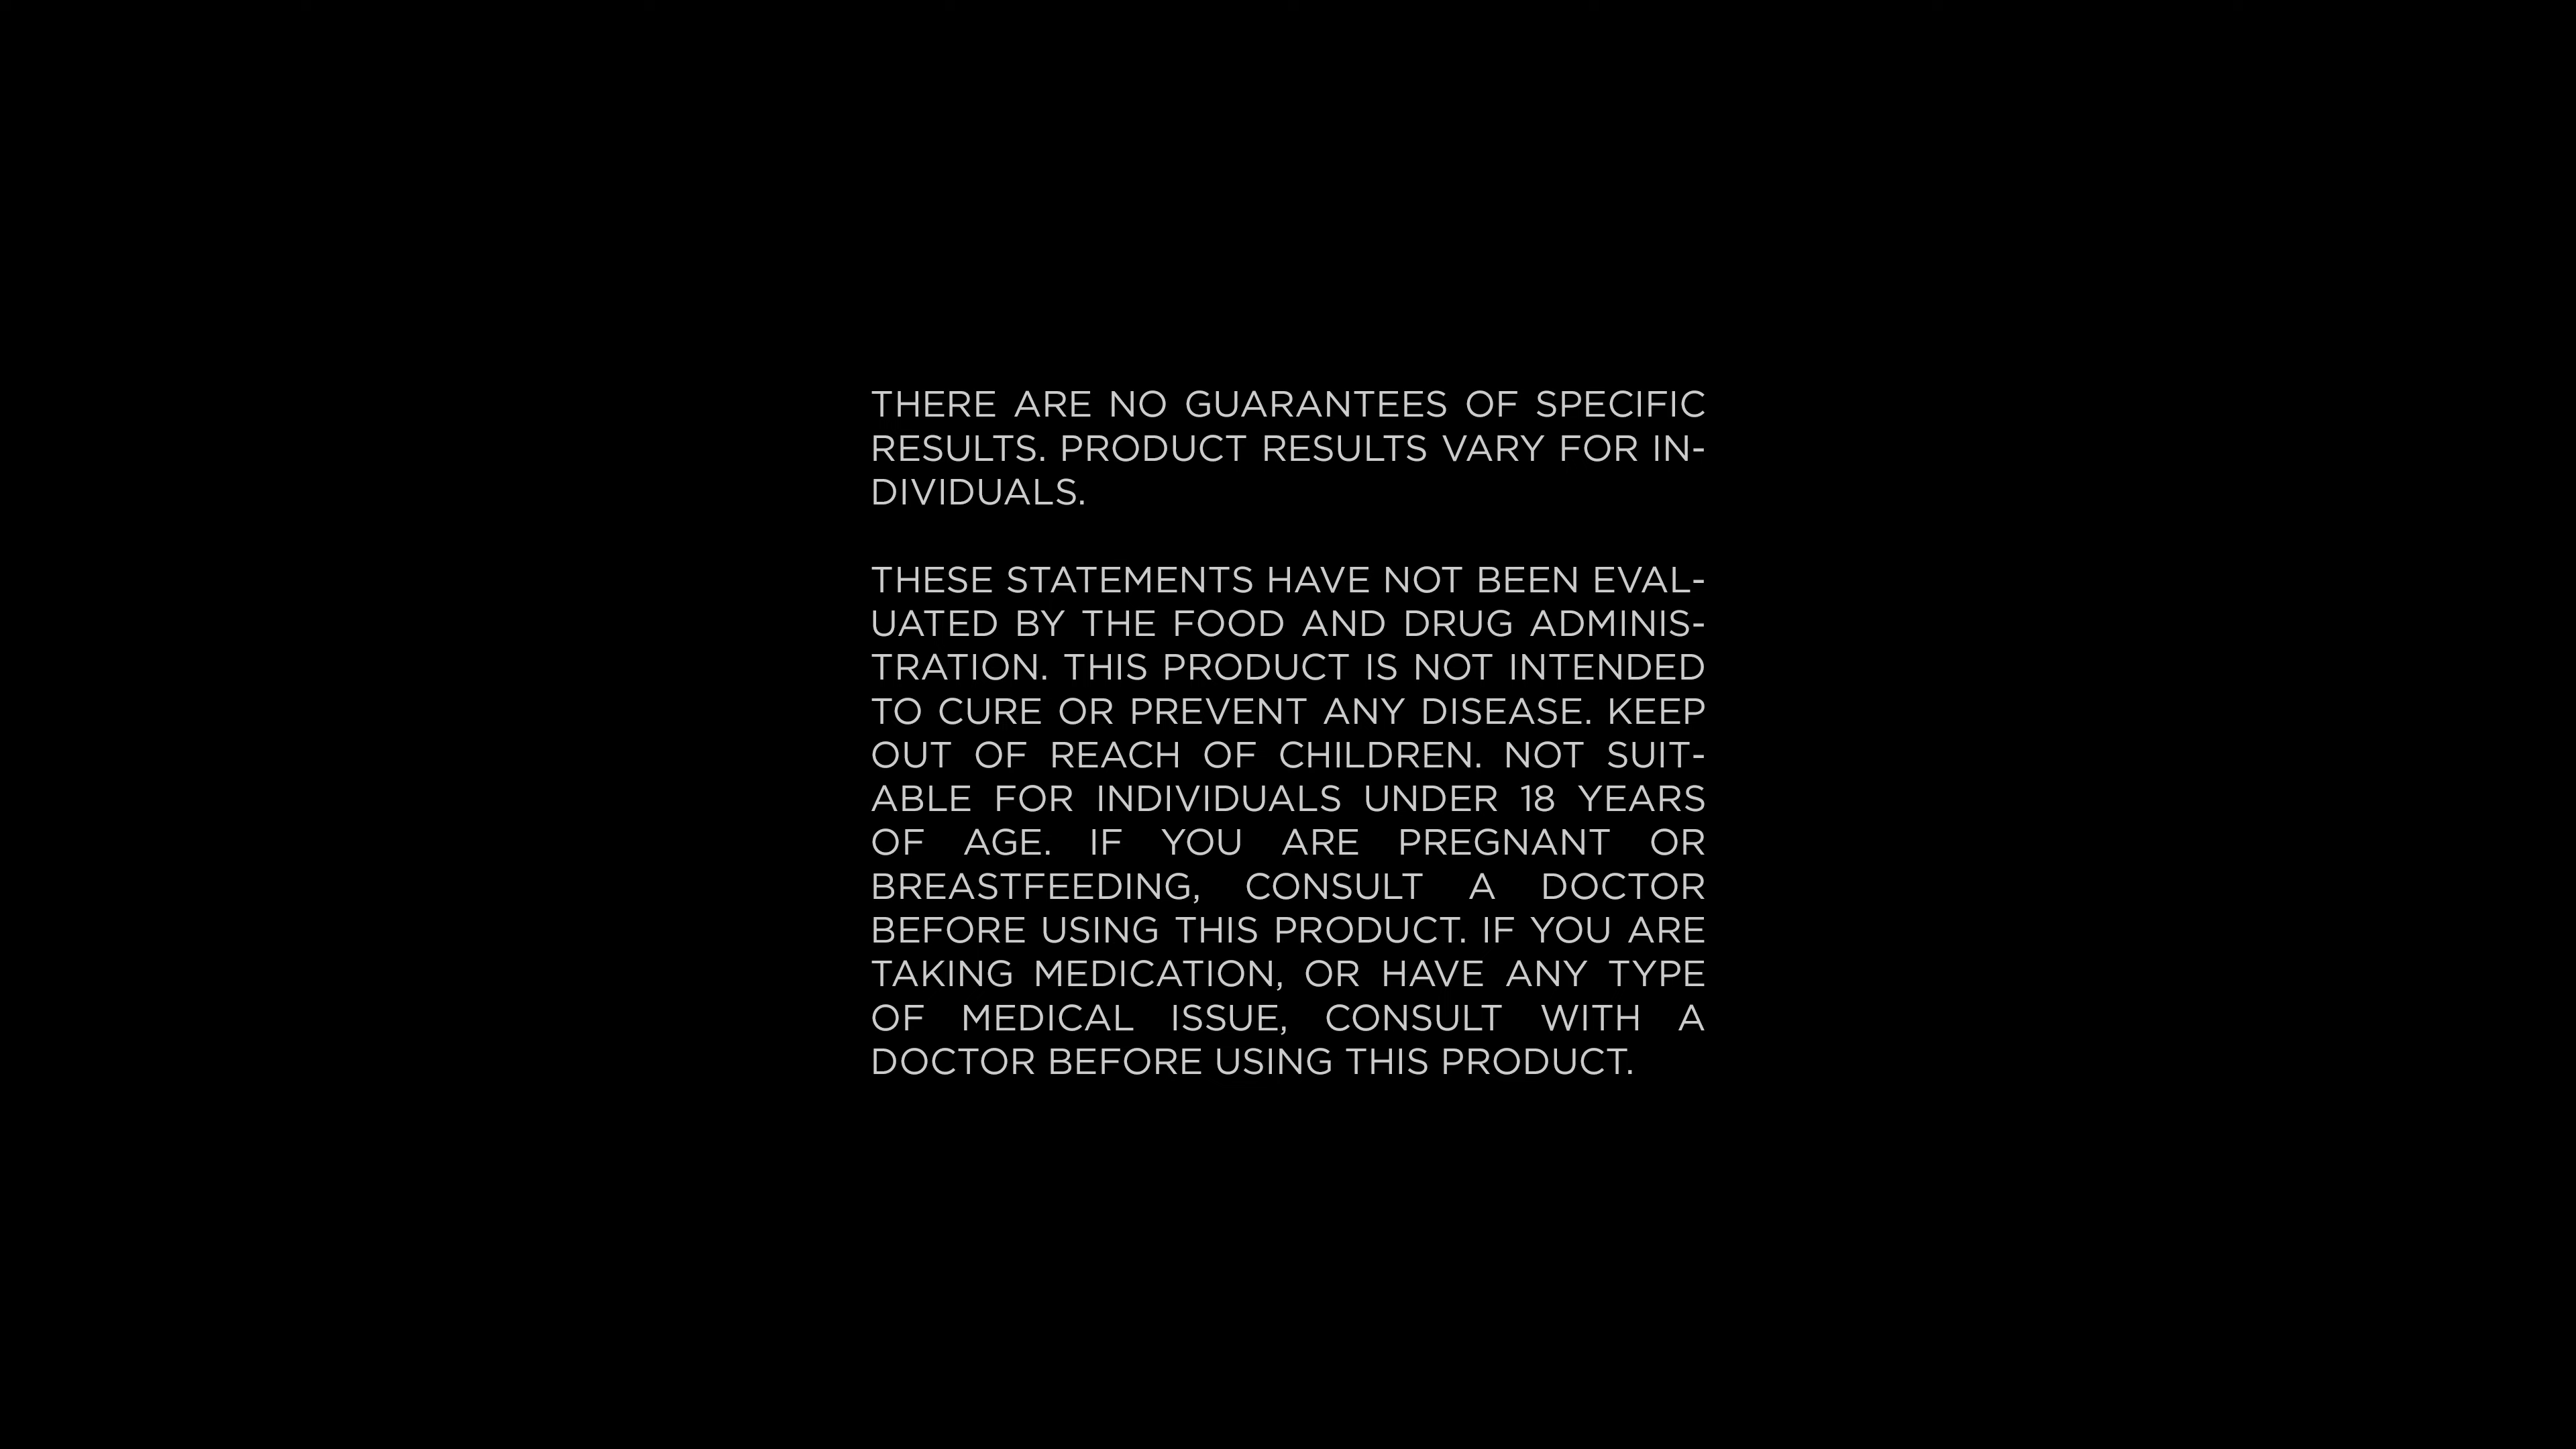 THERE ARE NO GUARANTEES OF SPECIFIC
RESULTS. PRODUCT RESULTS VARY FOR IN-
DIVIDUALS.
THESE STATEMENTS HAVE NOT BEEN EVAL-
UATED BY THE FOOD AND DRUG ADMINIS-
TRATION. THIS PRODUCT IS NOT INTENDED
TO CURE OR PREVENT ANY DISEASE. KEEP
OUT OF REACH OF CHILDREN. NOT SUIT-
ABLE FOR INDIVIDUALS UNDER 18 YEARS
OF AGE. IF YOU ARE PREGNANT OR
BREASTFEEDING, CONSULT A DOCTOR
BEFORE USING THIS PRODUCT. IF YOU ARE
TAKING MEDICATION, OR HAVE ANY TYPE
OF MEDICAL ISSUE, CONSULT WITH A
DOCTOR BEFORE USING THIS PRODUCT.